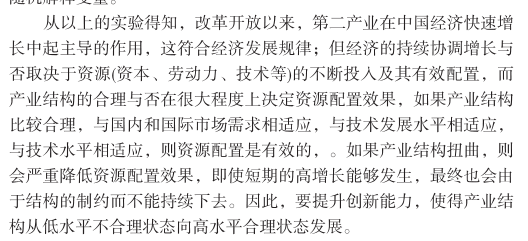 随机解释变量。
从以上的实验得知，改革开放以来，第二产业在中国经济快速增
长中起主导的作用，这符合经济发展规律；但经济的持续协调增长与
否取决于资源(资本、劳动力、技术等)的不断投入及其有效配置，而
产业结构的合理与否在很大程度上决定资源配置效果，如果产业结构
比较合理，与国内和国际市场需求相适应，与技术发展水平相适应，
与技术水平相适应，则资源配置是有效的，。如果产业结构扭曲，则
会严重降低资源配置效果，即使短期的高增长能够发生，最终也会由
于结构的制约而不能持续下去。因此，要提升创新能力，使得产业结
构从低水平不合理状态向高水平合理状态发展。